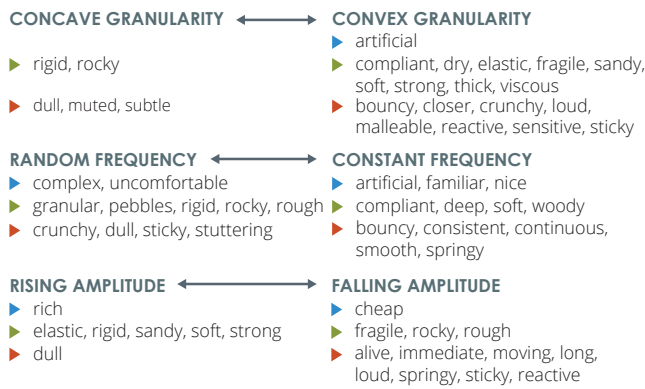 CONCAVE GRANULARITY
rigid, rocky
dull, muted, subtle
CONVEX GRANULARITY
artificial
compliant, dry, elastic, fragile, sandy,
soft, strong, thick, viscous
bouncy, closer, crunchy, loud,
malleable, reactive, sensitive, sticky
RANDOM FREQUENCY
complex, uncomfortable
granular, pebbles, rigid, rocky, rough
crunchy, dull, sticky, stuttering
CONSTANT FREQUENCY
artificial, familiar, nice
compliant, deep, soft, woody
bouncy, consistent, continuous,
smooth, springy
RISING AMPLITUDE
rich
elastic, rigid, sandy, soft, strong
dull
FALLING AMPLITUDE
cheap
fragile, rocky, rough
alive, immediate, moving, long,
loud, springy, sticky, reactive